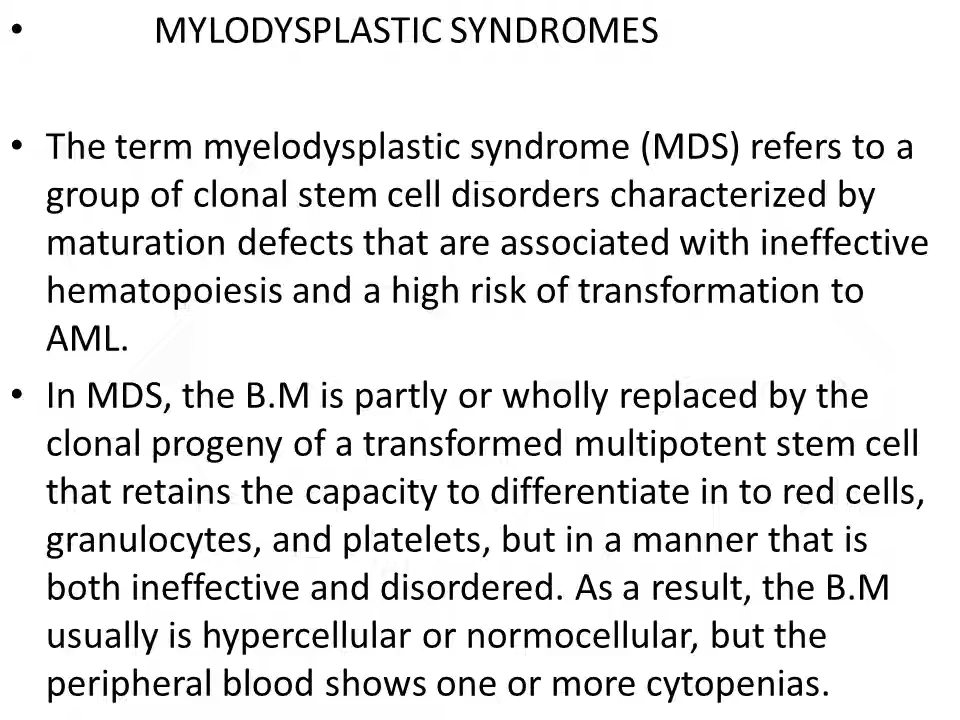 • MYLODYSPLASTIC SYNDROMES
• The term myelodysplastic syndrome (MDS) refers to a
group of clonal stem cell disorders characterized by
maturation defects that are associated with ineffective
hematopoiesis and a high risk of transformation to
AML.
• In MDS, the B.M is partly or wholly replaced by the
clonal progeny of a transformed multipotent stem cell
that retains the capacity to differentiate in to red cells,
granulocytes, and platelets, but in a manner that is
both ineffective and disordered. As a result, the B.M
usually is hypercellular or normocellular, but the
peripheral blood shows one or more cytopenias.